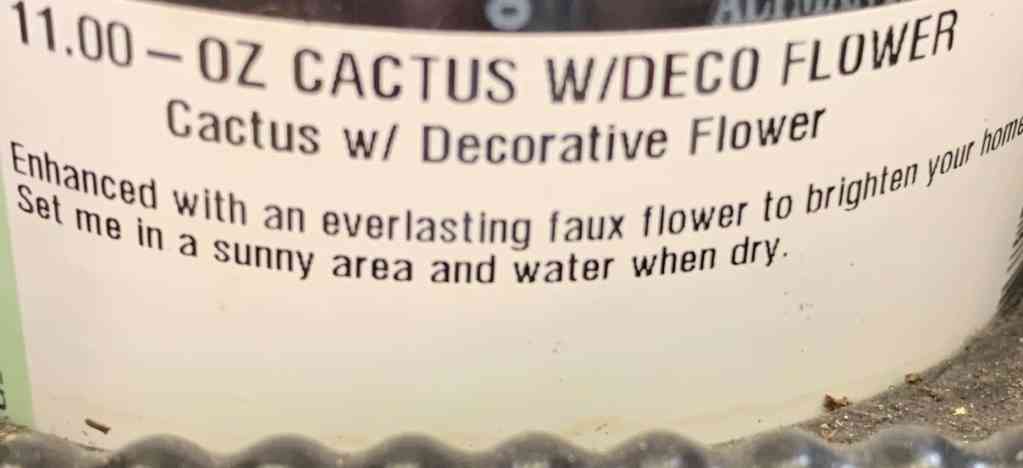 11.00 – OZ CACTUS W/DECO FLOWER
Cactus w/ Decorative Flower
Enhanced with an everlasting faux flower to brighten your home
Set me in a sunny area and water when dry.